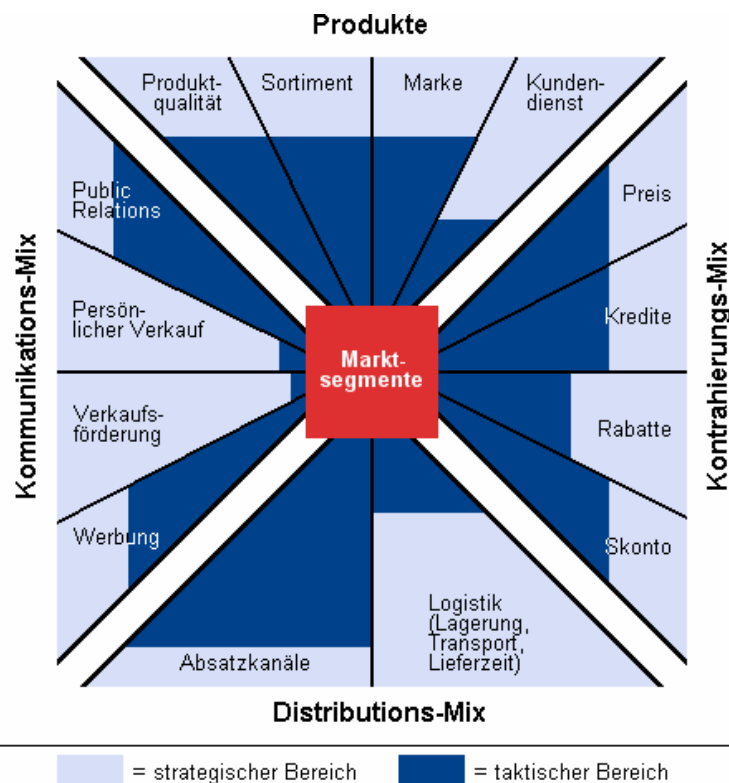 Produkte
Produkt-
qualität
Sortiment
Marke
Kunden-
dienst
Public
Relations
Persön-
licher Verkauf
Verkaufs-
förderung
Werbung
Kommunikations-Mix
Markt-
segmente
Preis
Kredite
Rabatte
Skonto
Kontrahierungs-Mix
Absatzkanäle
Logistik
(Lagerung,
Transport,
Lieferzeit)
Distributions-Mix
= strategischer Bereich
= taktischer Bereich